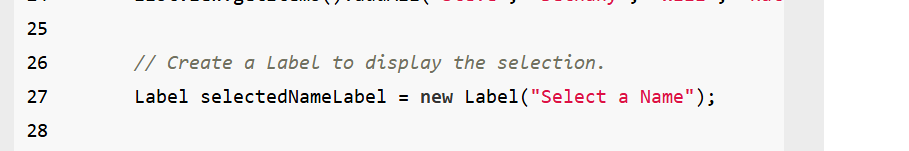 25
26 // Create a Label to display the selection.
27 Label selectedNameLabel = new Label("Select a Name");
28